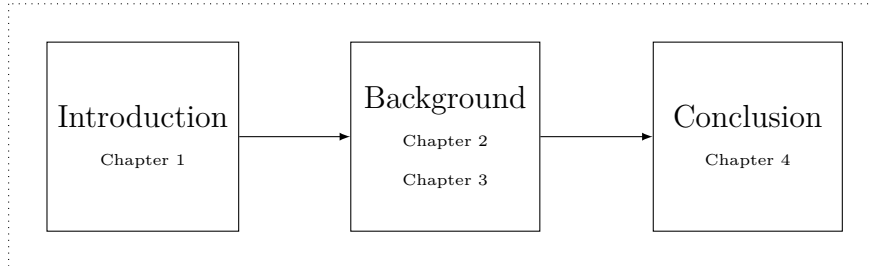 Introduction
Chapter 1
Background
Chapter 2
Chapter 3
Conclusion
Chapter 4